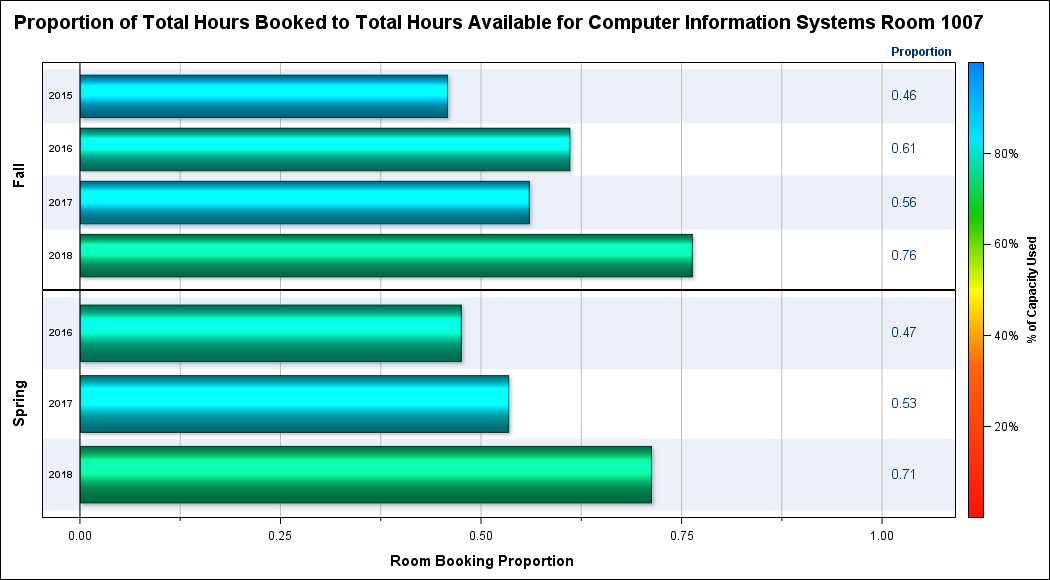 Proportion of Total Hours Booked to Total Hours Available for Computer Information Systems Room 1007
Proportion
Fall
2015 0.46
2016 0.61
2017 0.56
2018 0.76
Spring
2016 0.47
2017 0.53
2018 0.71
0.00 0.25 0.50 0.75 1.00
Room Booking Proportion
80%
60%
40%
20%
% of Capacity Used